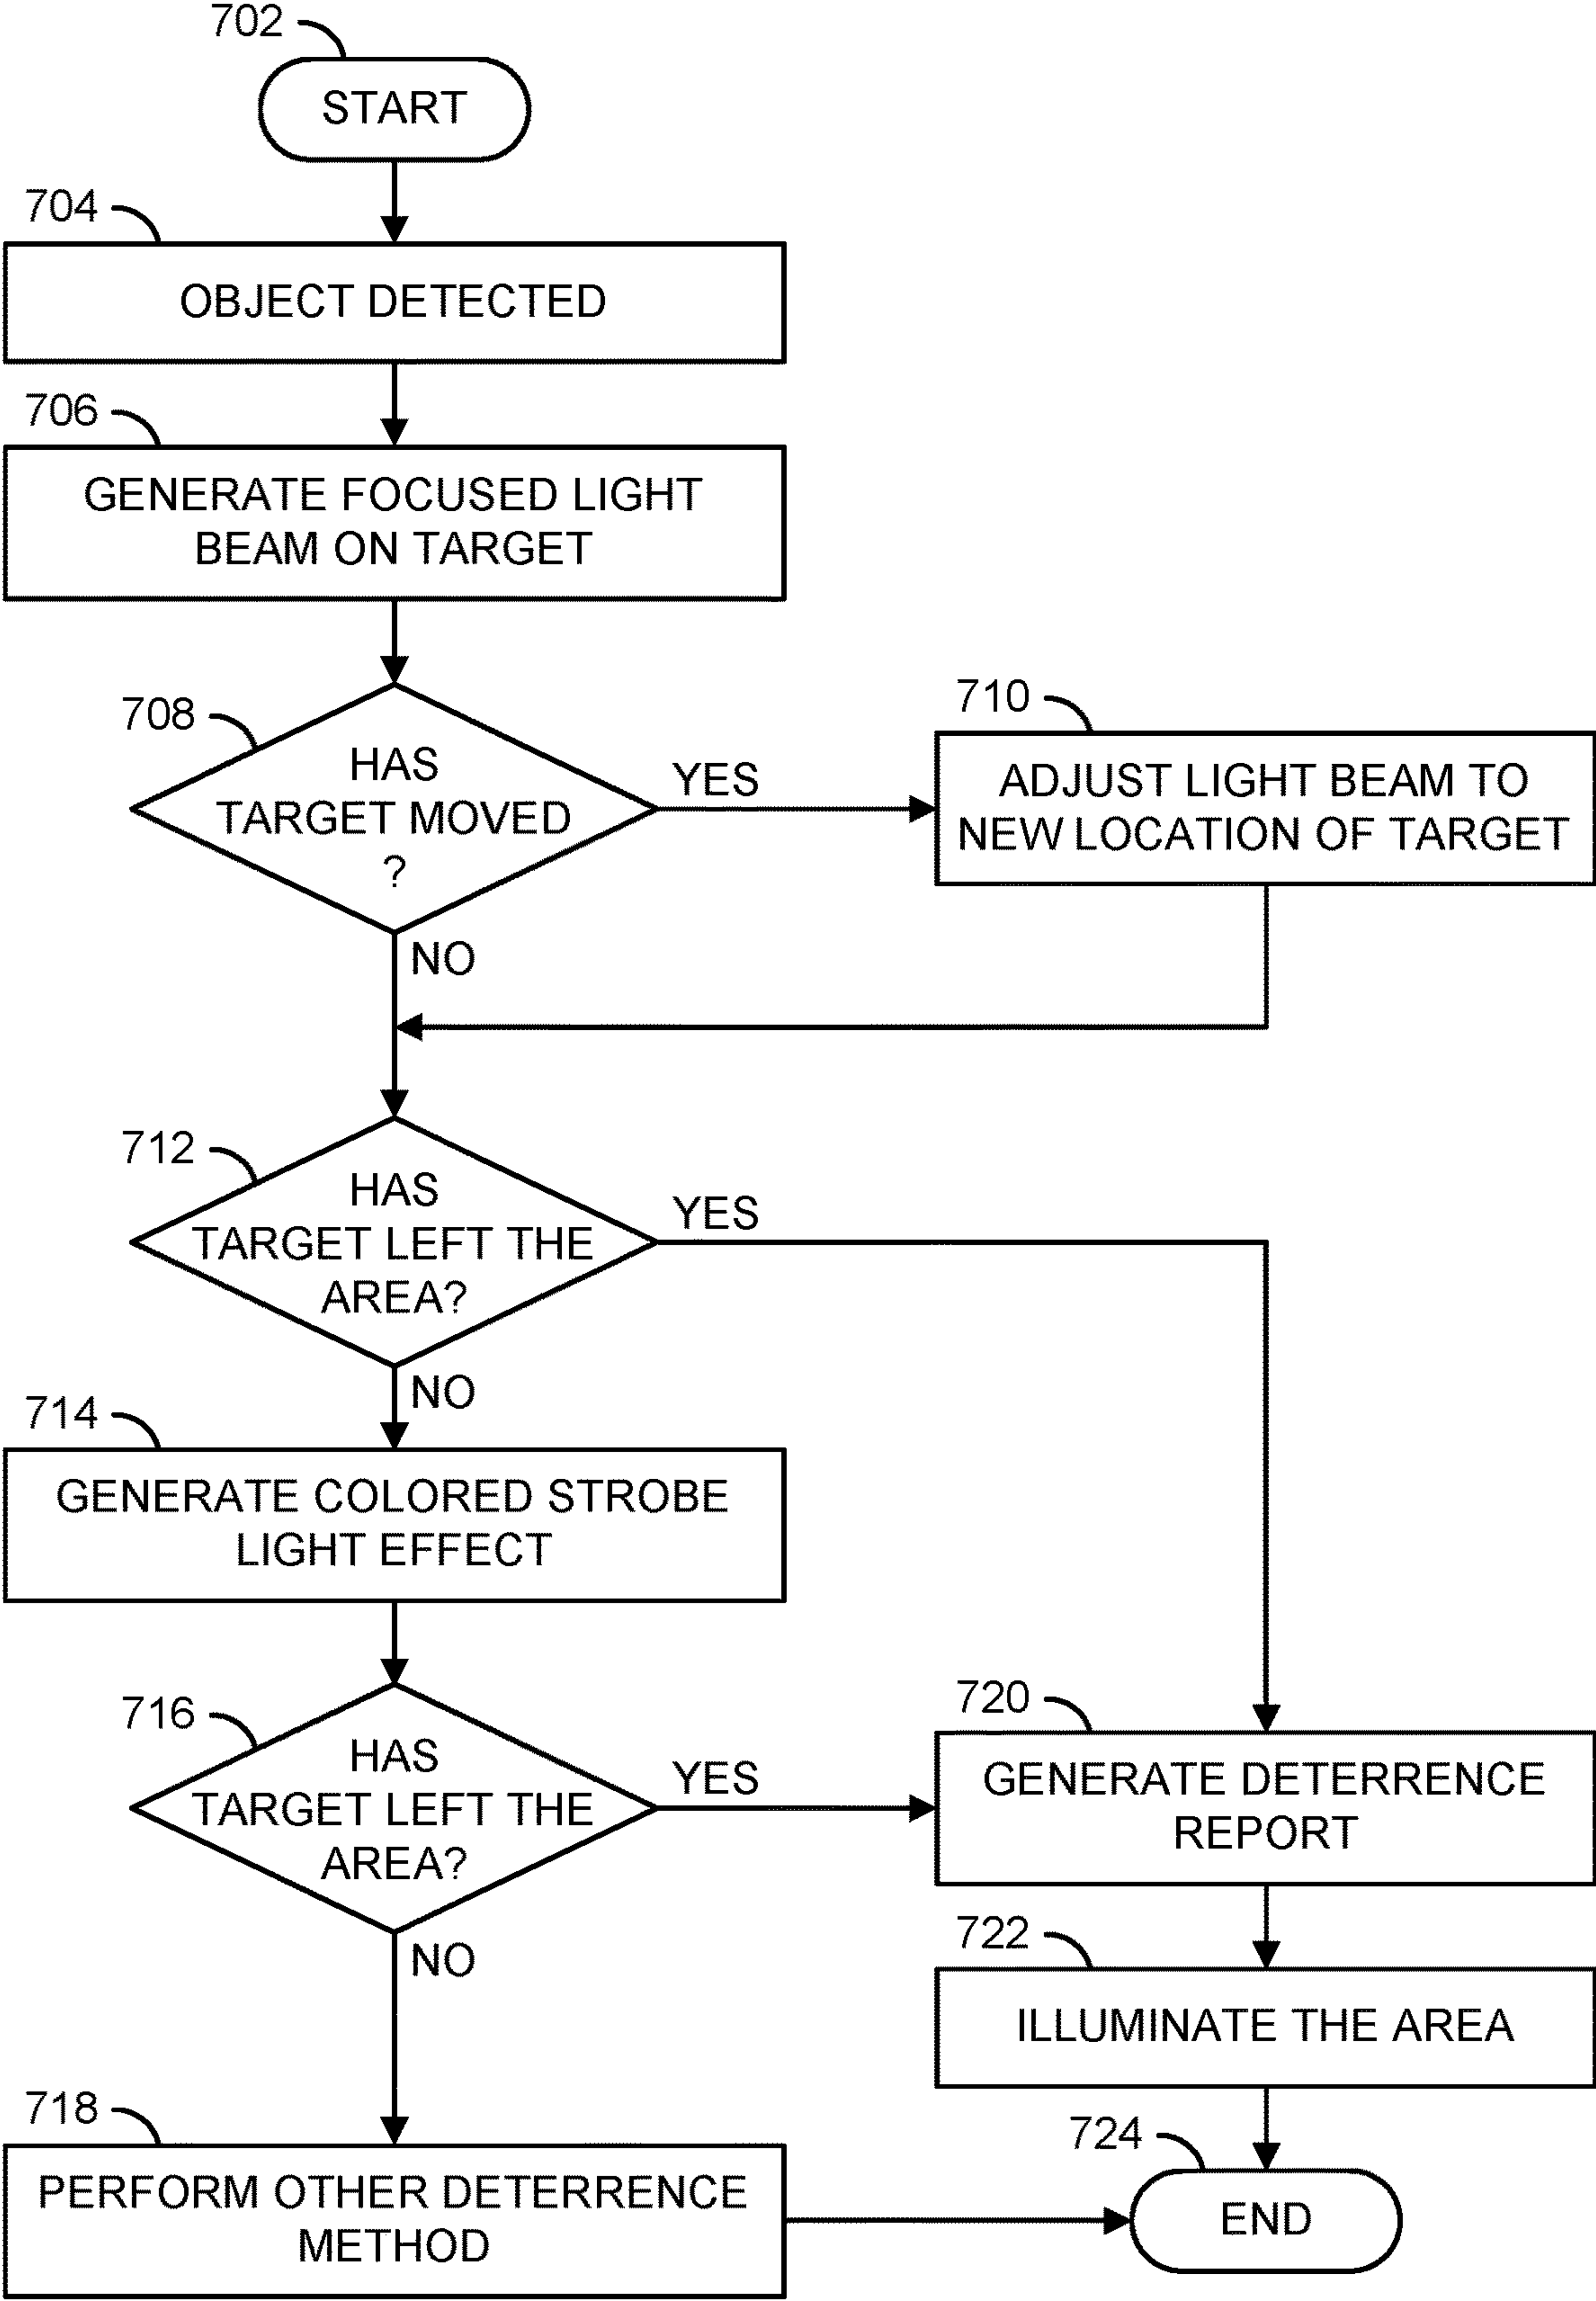 702
START
704
OBJECT DETECTED
706
GENERATE FOCUSED LIGHT
BEAM ON TARGET
708
HAS
TARGET MOVED
?
YES
NO
710
ADJUST LIGHT BEAM TO
NEW LOCATION OF TARGET
712
HAS
TARGET LEFT THE
AREA?
YES
NO
714
GENERATE COLORED STROBE
LIGHT EFFECT
716
HAS
TARGET LEFT THE
AREA?
YES
NO
720
GENERATE DETERRENCE
REPORT
722
ILLUMINATE THE AREA
718
PERFORM OTHER DETERRENCE
METHOD
724
END